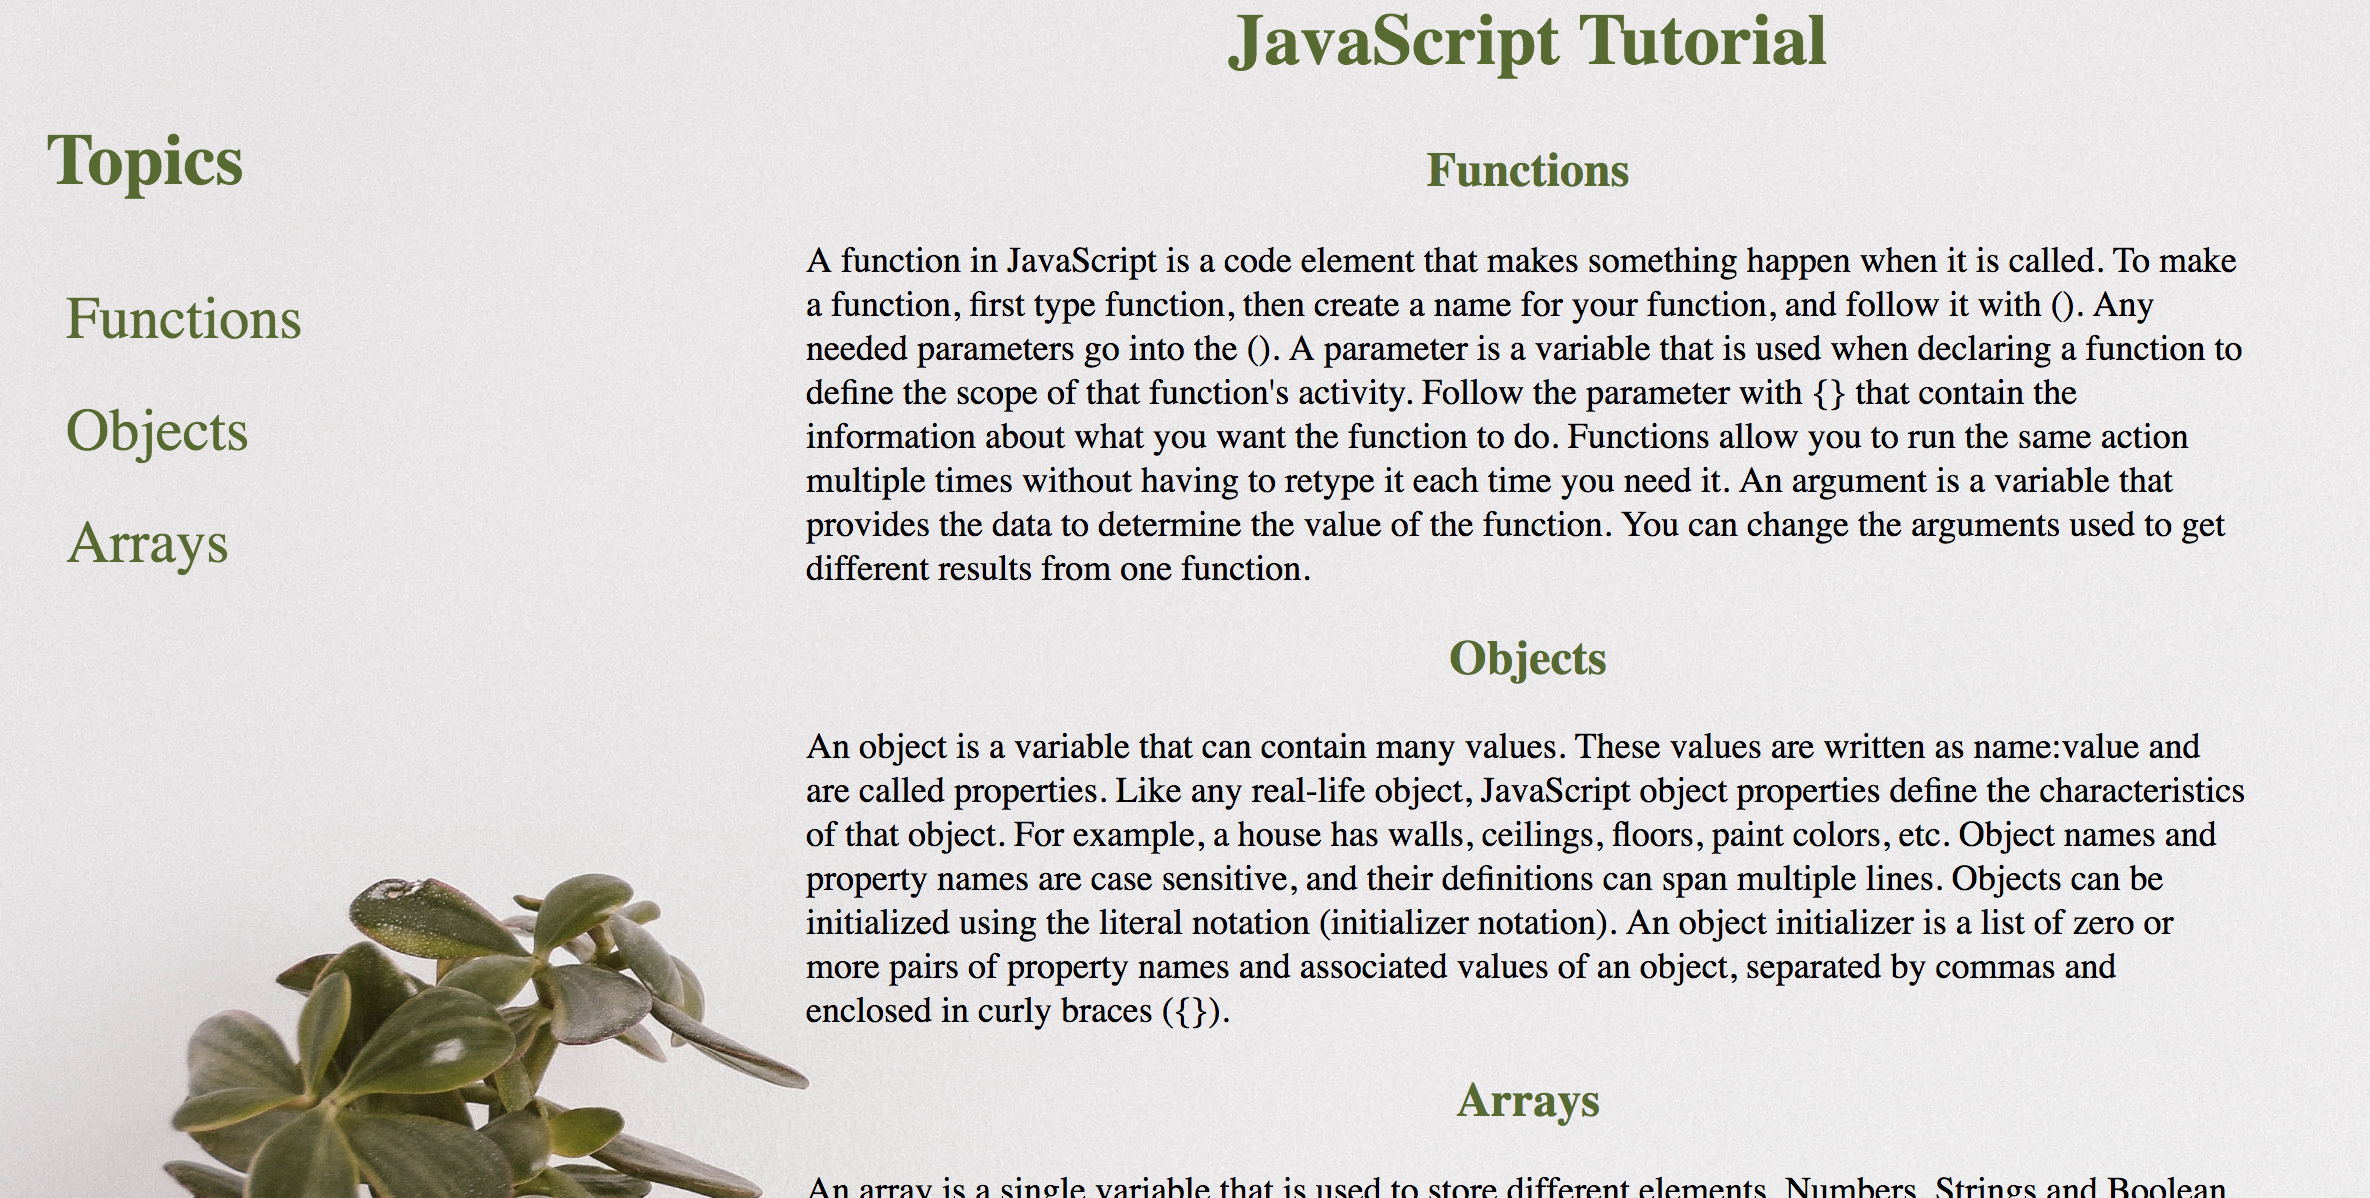 JavaScript Tutorial
Topics
Functions
Objects
Arrays
Functions
A function in JavaScript is a code element that makes something happen when it is called. To make
a function, first type function, then create a name for your function, and follow it with (). Any
needed parameters go into the (). A parameter is a variable that is used when declaring a function to
define the scope of that function's activity. Follow the parameter with {} that contain the
information about what you want the function to do. Functions allow you to run the same action
multiple times without having to retype it each time you need it. An argument is a variable that
provides the data to determine the value of the function. You can change the arguments used to get
different results from one function.
Objects
An object is a variable that can contain many values. These values are written as name:value and
are called properties. Like any real-life object, JavaScript object properties define the characteristics
of that object. For example, a house has walls, ceilings, floors, paint colors, etc. Object names and
property names are case sensitive, and their definitions can span multiple lines. Objects can be
initialized using the literal notation (initializer notation). An object initializer is a list of zero or
more pairs of property names and associated values of an object, separated by commas and
enclosed in curly braces ({}).
Arrays
An array is a single variable that is used to store different elements. Numbers, Strings and Boolean